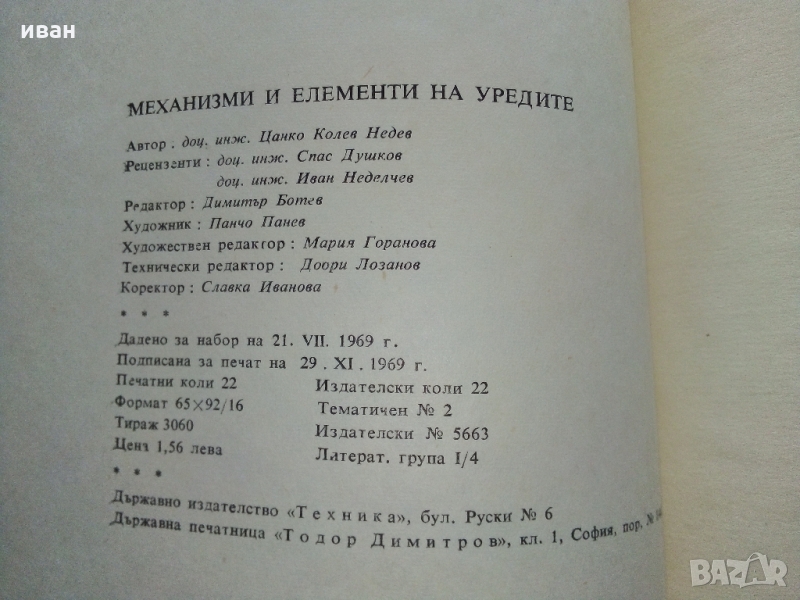 иван
МЕХАНИЗМИ И ЕЛЕМЕНТИ НА УРЕДИТЕ
Автор : доц. инж. Цанко Колев Недев
Рецензенти : доц. инж. Спас Душков
доц. инж. Иван Неделчев
Редактор : Димитър Ботев
Художник : Панчо Панев
Художествен редактор : Мария Горанова
Технически редактор : Доори Лозанов
Коректор : Славка Иванова
* * *
Дадено за набор на 21. VII. 1969 г.
Подписана за печат на 29. XI. 1969 г.
Печатни коли 22 Издателски коли 22
Формат 65×92/16 Тематичен № 2
Тираж 3060 Издателски № 5663
Цена 1,56 лева Литерат. група I/4
* * *
Държавно издателство «Техника», бул. Руски № 6
Държавна печатница «Тодор Димитров», кл. 1, София, пор. №
BAZAR